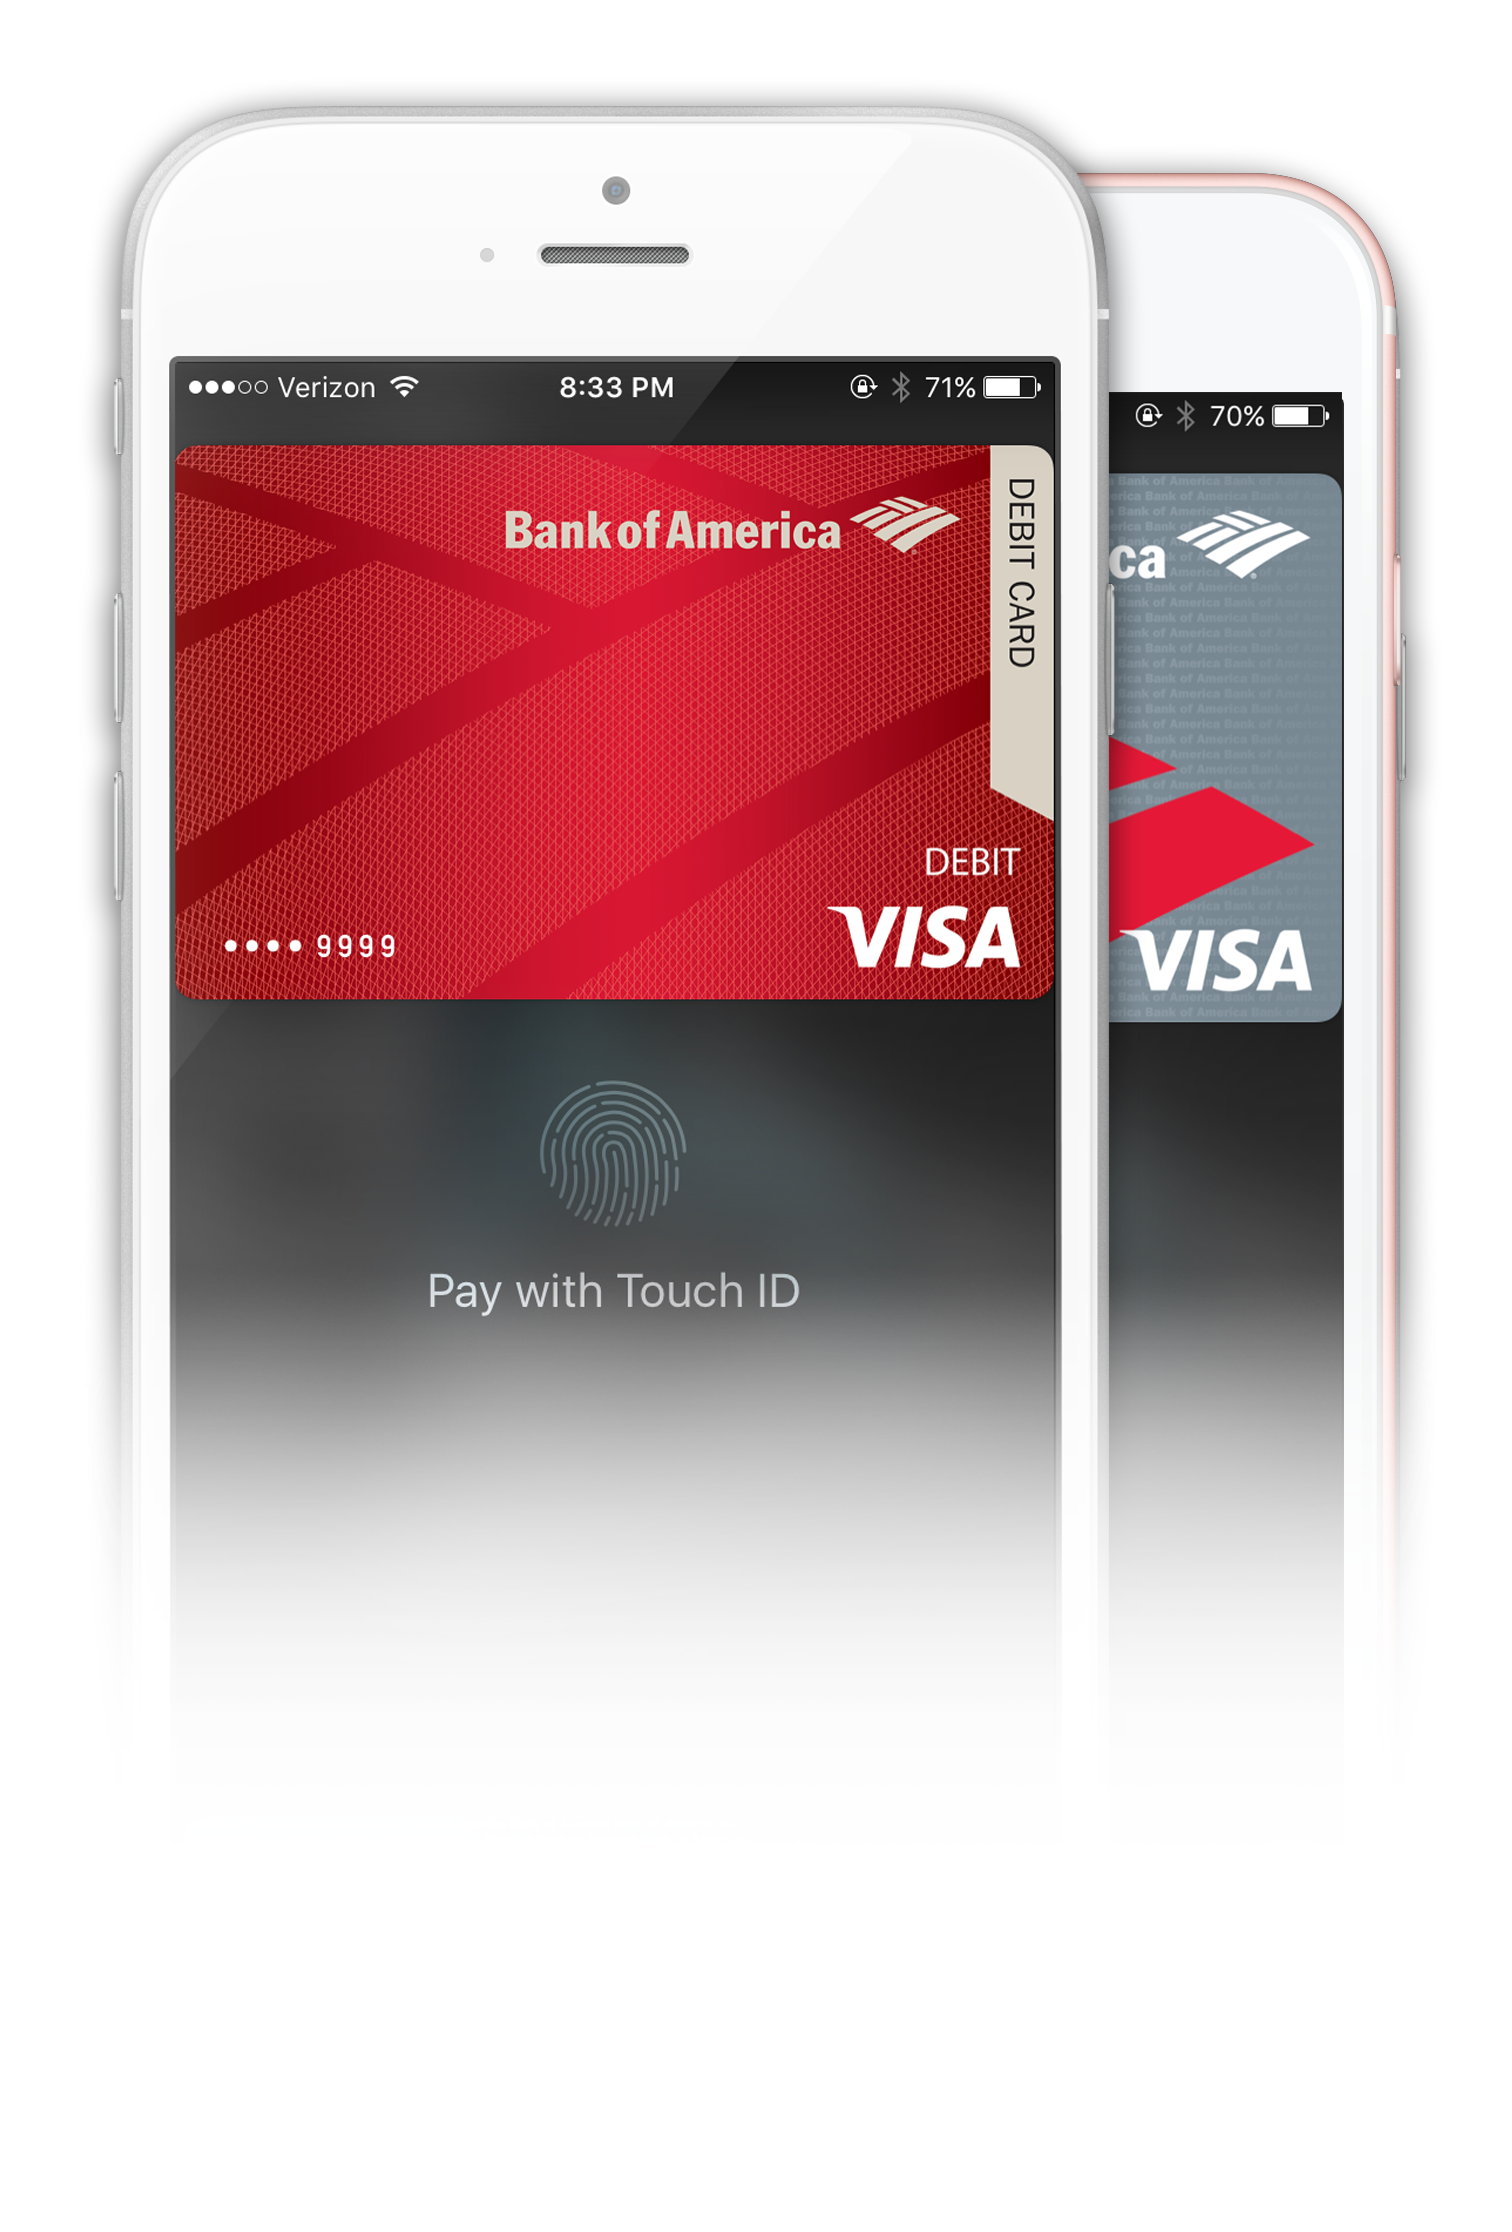 Verizon
8:33 PM
71%
Bank of America
DEBIT CARD
DEBIT
VISA
•••• 9999
Pay with Touch ID
70%
ca
VISA